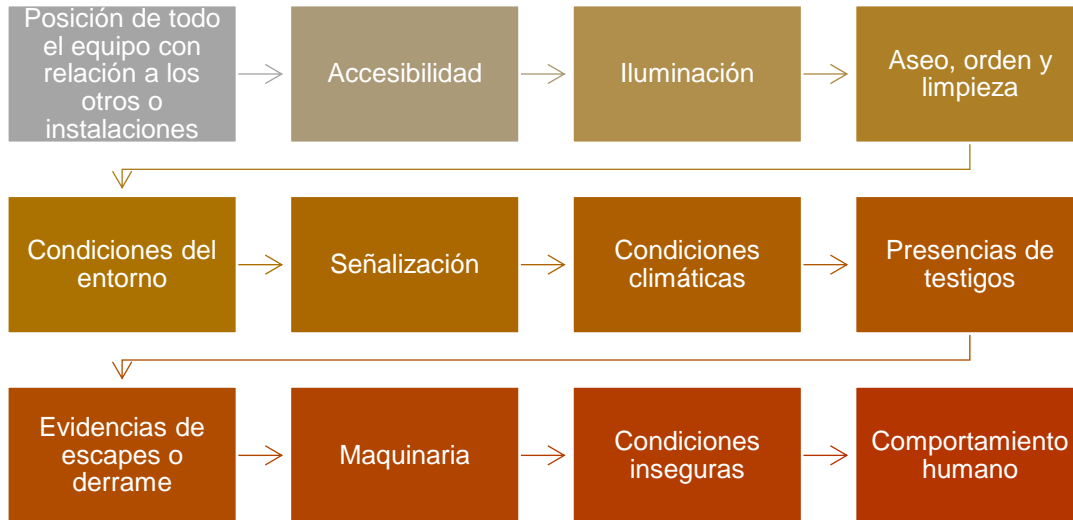 Posición de todo
el equipo con
relación a los
otros o
instalaciones
Accesibilidad
Iluminación
Aseo, orden y
limpieza
Condiciones del
entorno
Señalización
Condiciones
climáticas
Presencias de
testigos
Evidencias de
escapes o
derrame
Maquinaria
Condiciones
inseguras
Comportamiento
humano